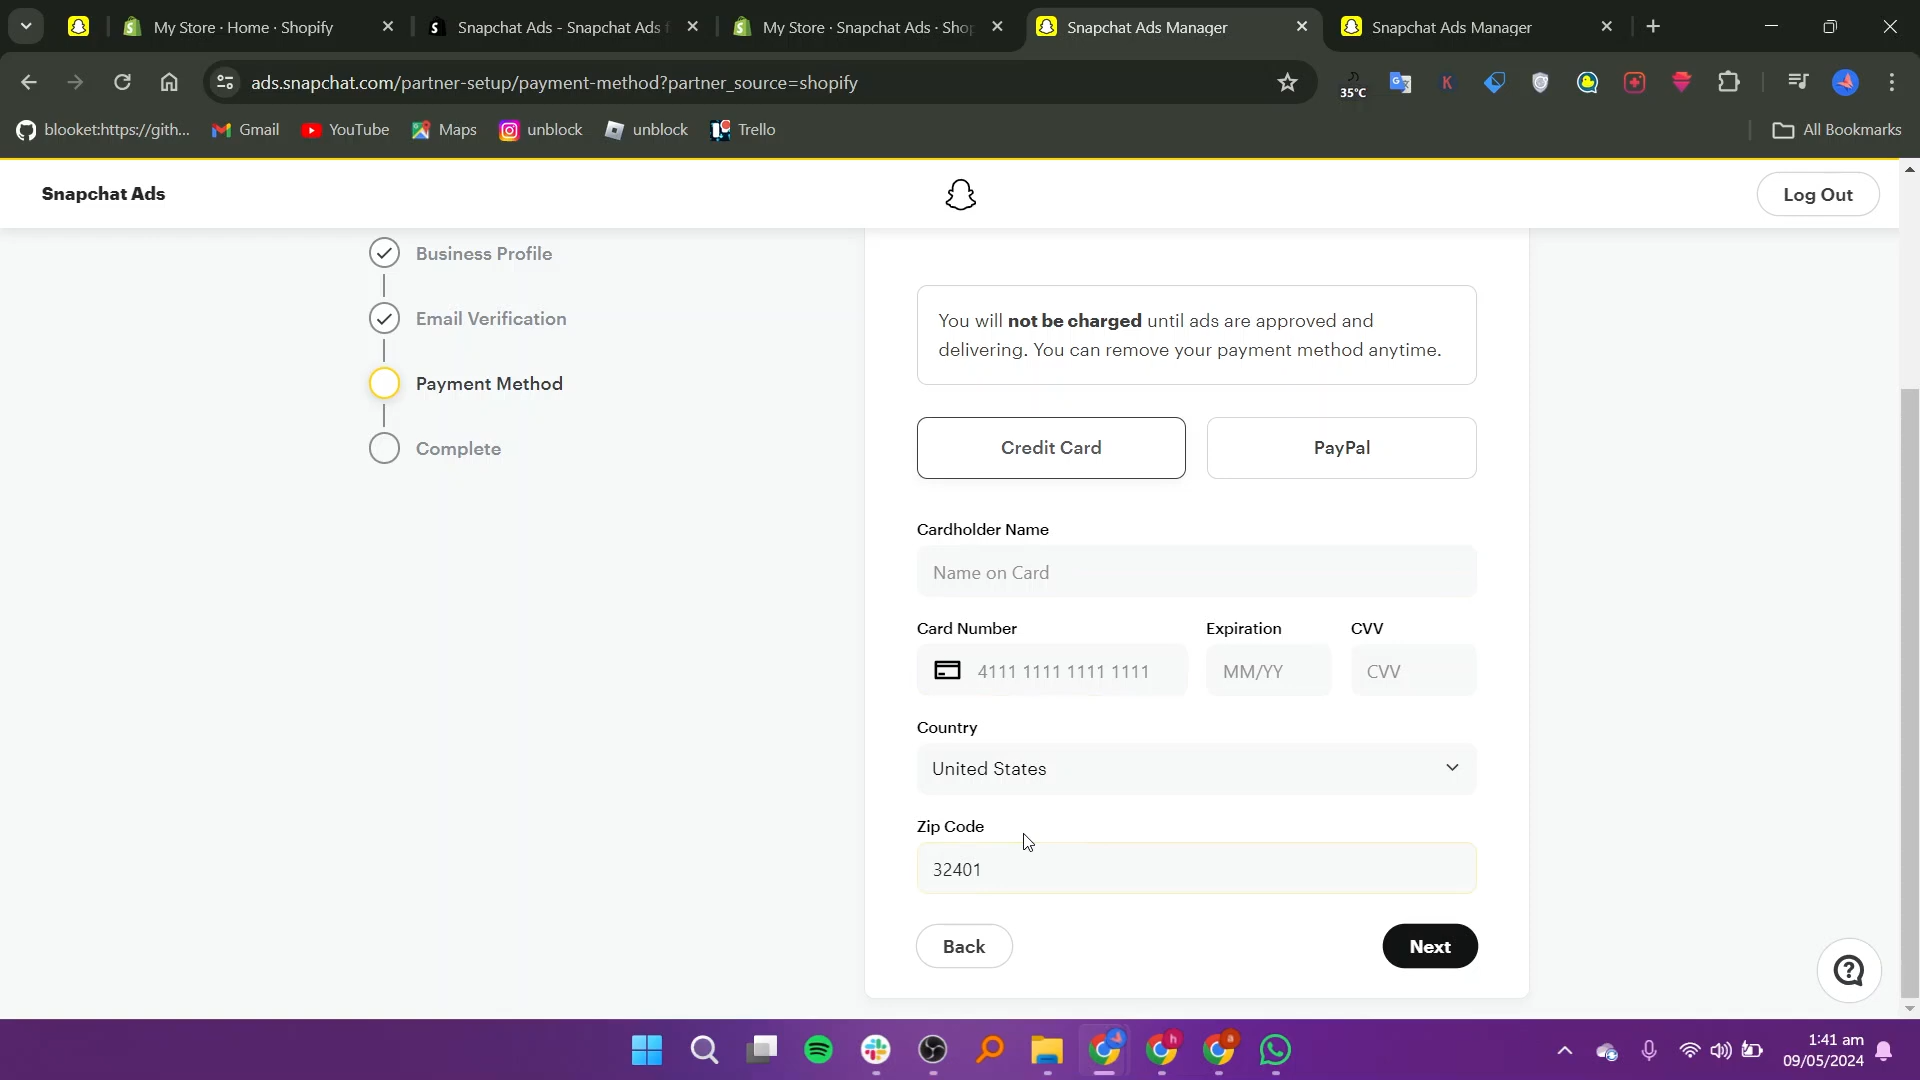 My Store · Home · Shopify
Snapchat Ads - Snapchat Ads f
My Store · Snapchat Ads · Shop
Snapchat Ads Manager
Snapchat Ads Manager
ads.snapchat.com/partner-setup/payment-method?partner_source=shopify
35°C
blooket:https://gith...
Gmail
YouTube
Maps
unblock
unblock
Trello
All Bookmarks
Snapchat Ads
Log Out
Business Profile
Email Verification
Payment Method
Complete
You will not be charged until ads are approved and
delivering. You can remove your payment method anytime.
Credit Card
PayPal
Cardholder Name
Name on Card
Card Number
Expiration
CVV
4111 1111 1111 1111
MM/YY
CVV
Country
United States
Zip Code
32401
Back
Next
1:41 am
09/05/2024